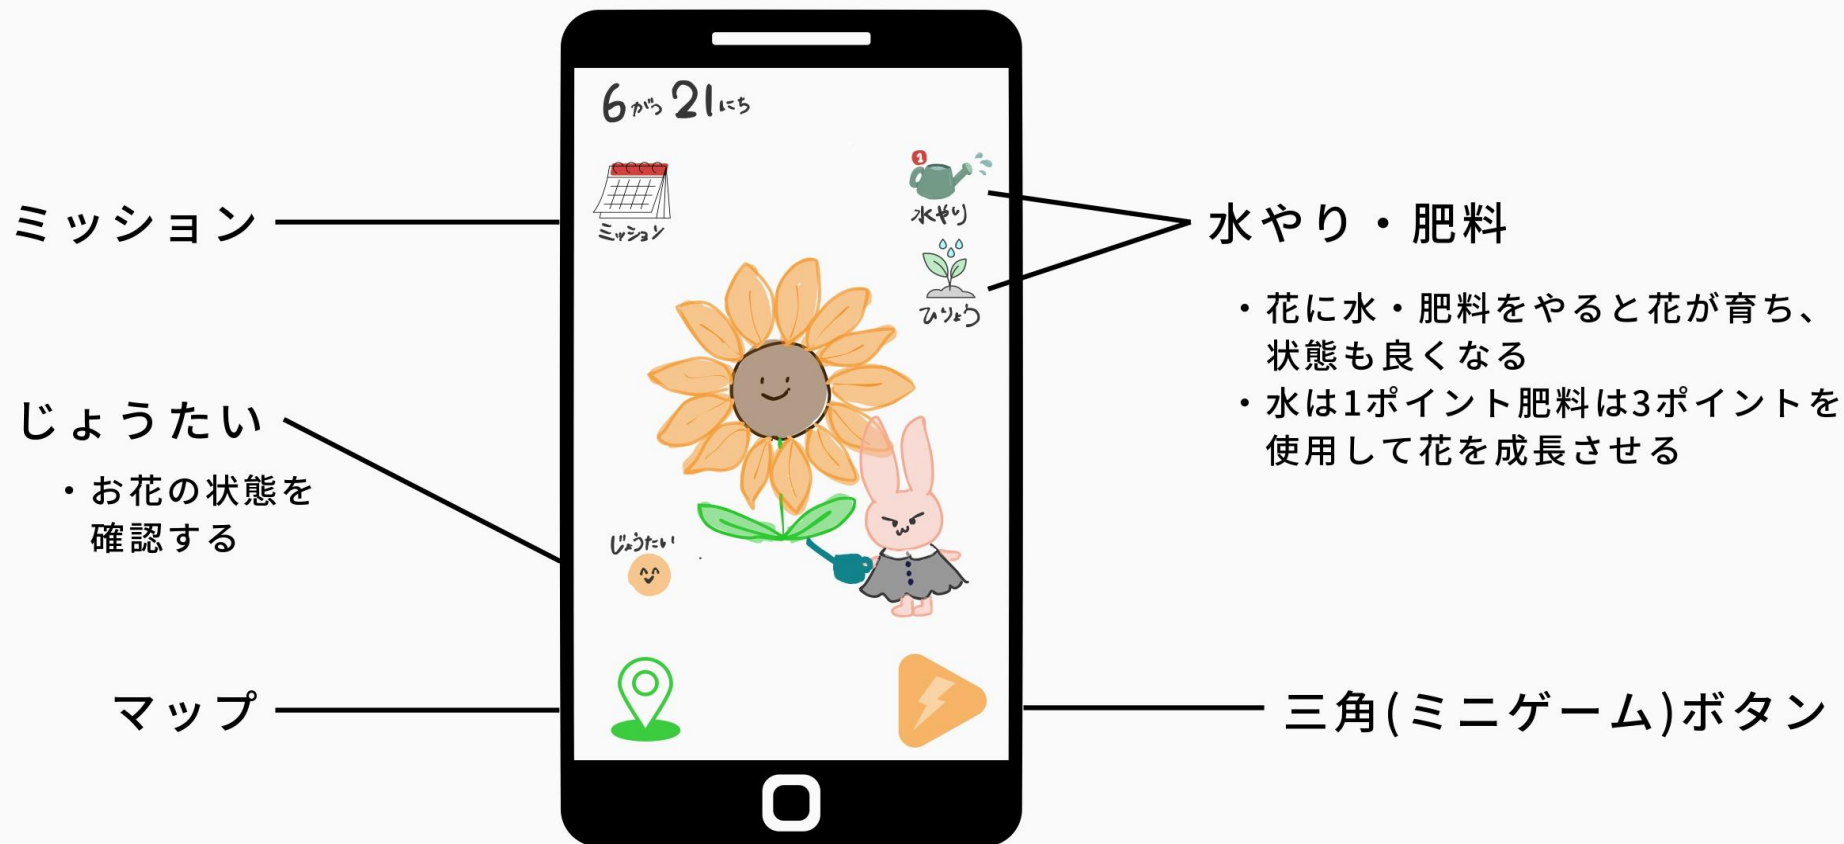 6がつ21にち
ミッション
水やり
1
ひりょう
じょうたい
ミッション
じょうたい
・お花の状態を
確認する
マップ
水やり・肥料
・花に水・肥料をやると花が育ち、
状態も良くなる
・水は1ポイント肥料は3ポイントを
使用して花を成長させる
三角(ミニゲーム)ボタン